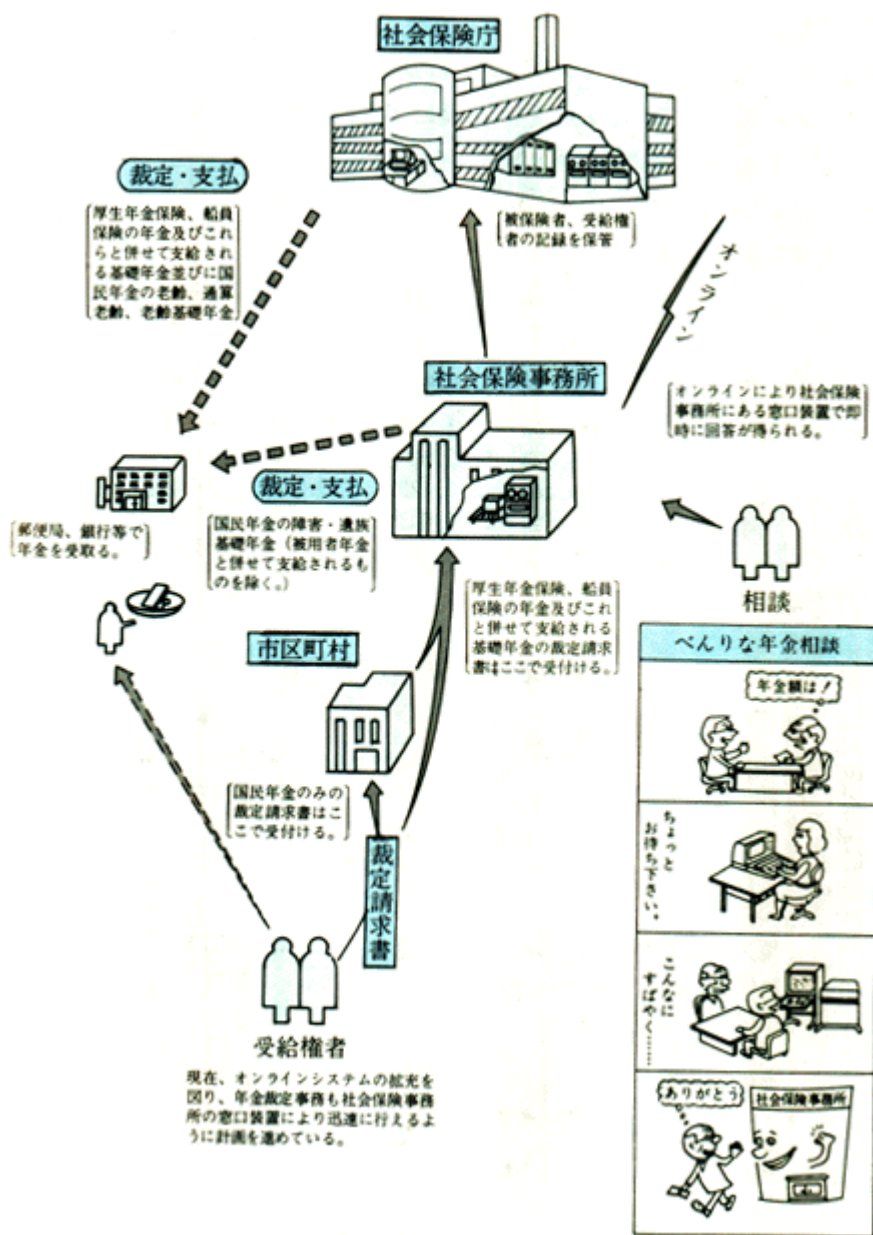 社会保険庁
裁定・支払
厚生年金保険、船員
保険の年金及びこれ
らと併せて支給され
る基礎年金並びに国
民年金の老齢、通算
老齢、老齢基礎年金
被保険者、受給権
者の記録を保管
オンライン
社会保険事務所
オンラインにより社会保険
事務所にある窓口装置で即
時に回答が得られる。
裁定・支払
国民年金の障害・遺族
基礎年金（被用者年金
と併せて支給されるも
のを除く。）
郵便局、銀行等で
年金を受取る。
相談
厚生年金保険、船員
保険の年金及びこれ
と併せて支給される
基礎年金の裁定請求
書はここで受付ける。
市区町村
国民年金のみの
裁定請求書はこ
こで受付ける。
裁定請求書
受給権者
現在、オンラインシステムの拡充を
図り、年金裁定事務も社会保険事務
所の窓口装置により迅速に行えるよ
うに計画を進めている。
べんりな年金相談
年金額は！
ちょっと
お待ち下さい。
こんなに
すばやく……
ありがとう
社会保険事務所